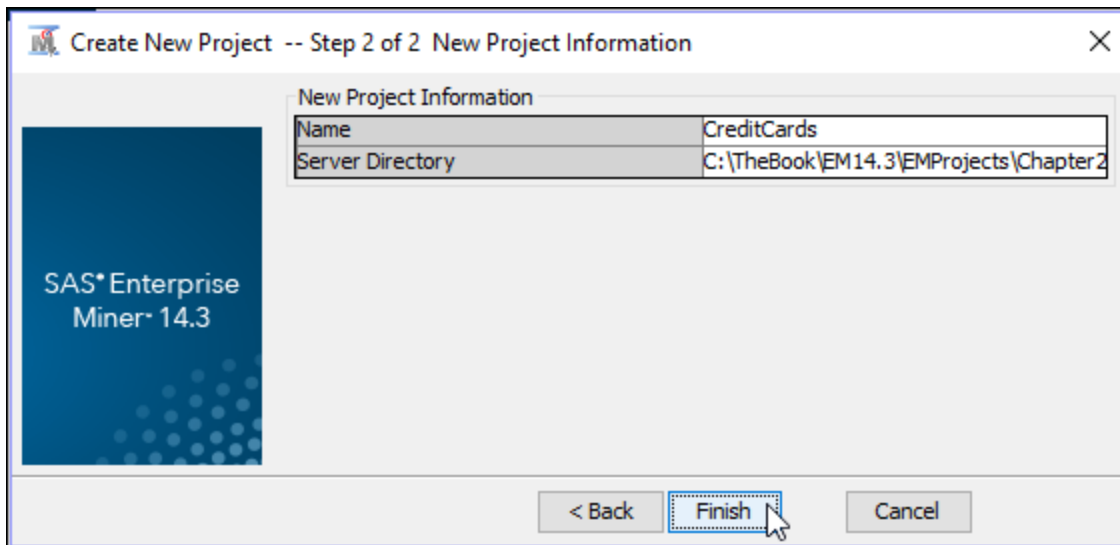 Create New Project -- Step 2 of 2 New Project Information
New Project Information
Name CreditCards
Server Directory C:\TheBook\EM14.3\EMProjects\Chapter2
SAS® Enterprise
Miner™ 14.3
< Back Finish Cancel